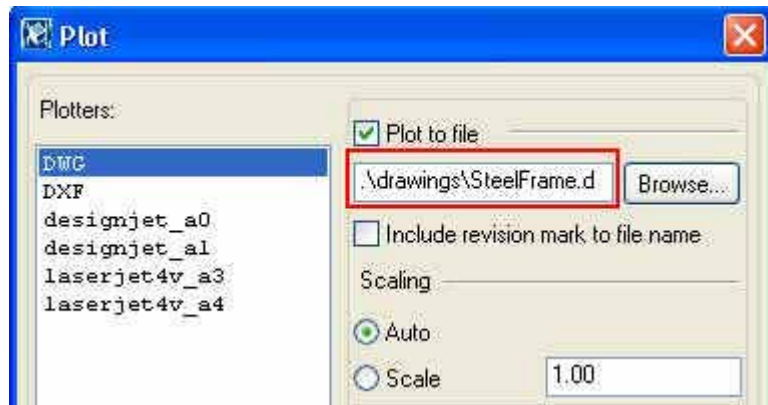 Plot
Plotters:
DWG
DXF
designjet_a0
designjet_a1
laserjet4v_a3
laserjet4v_a4
Plot to file
.\drawings\SteelFrame.d
Browse...
Include revision mark to file name
Scaling
Auto
Scale
1.00